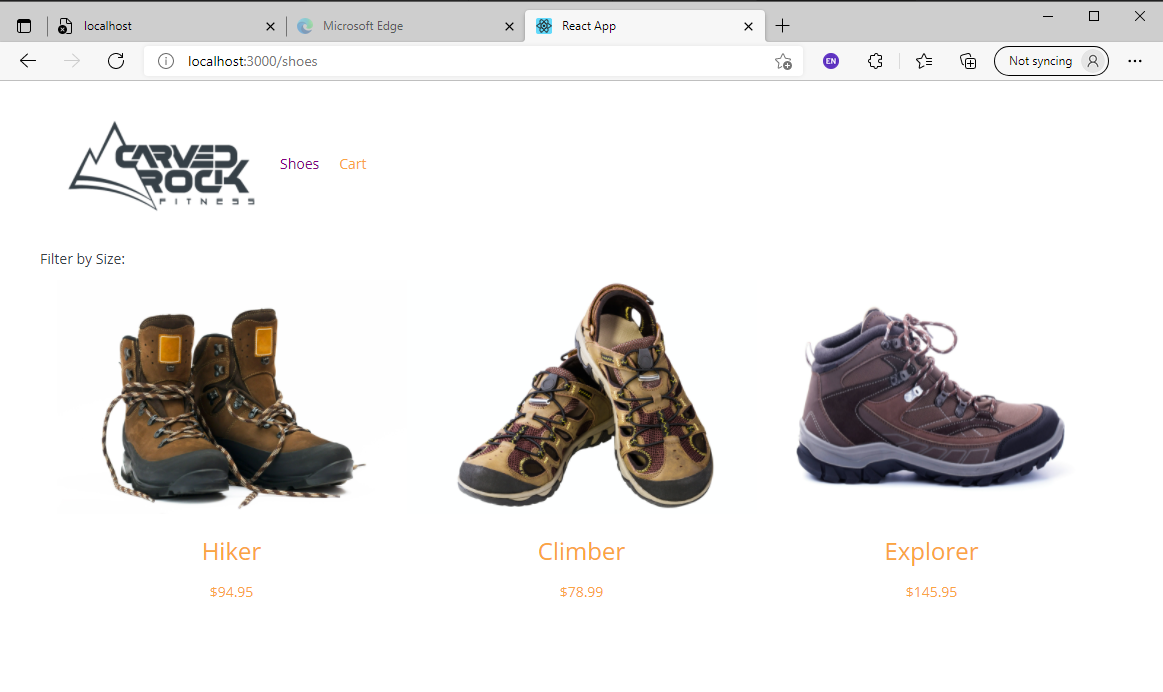 localhost
Microsoft Edge
React App
localhost:3000/shoes
EN
Not syncing
CARVED
ROCK
FITNESS
Shoes
Cart
Filter by Size:
Hiker
Climber
Explorer
$94.95
$78.99
$145.95